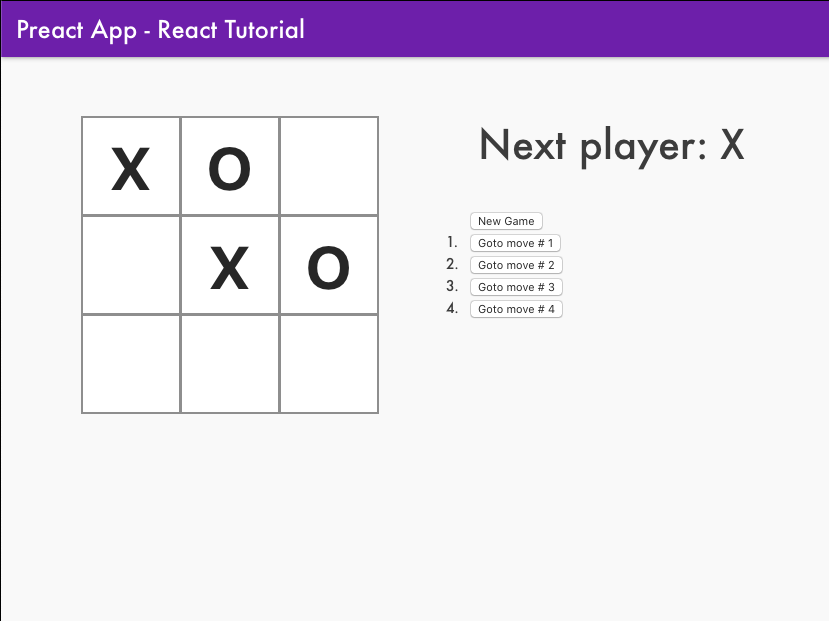 Preact App - React Tutorial
X O
X O
Next player: X
New Game
1. Goto move # 1
2. Goto move # 2
3. Goto move # 3
4. Goto move # 4